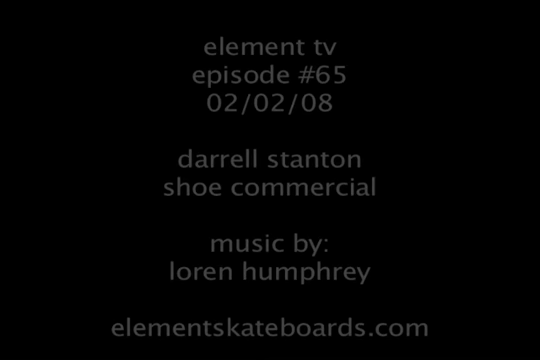 element tv
episode #65
02/02/08
darrell stanton
shoe commercial
music by:
loren humphrey
elementskateboards.com